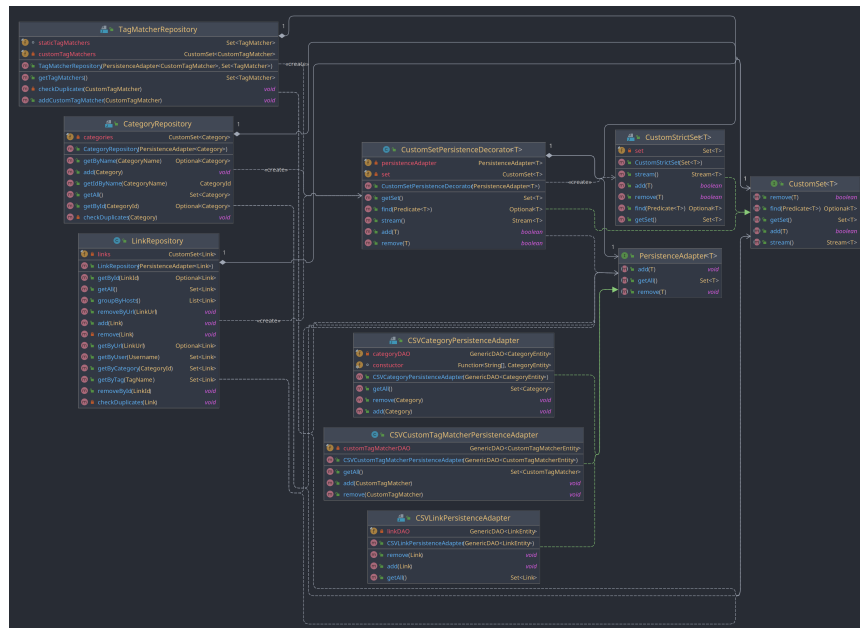 TagMatcherRepository
staticTagMatchers Set<TagMatcher>
customTagMatchers CustomSet<CustomTagMatcher>
TagMatcherRepository(PersistenceAdapter<CustomTagMatcher>, Set<TagMatcher>)
getTagMatchers() Set<TagMatcher>
checkDuplicates(CustomTagMatcher) void
addCustomTagMatcher(CustomTagMatcher) void
1
«create»
CategoryRepository
categories CustomSet<Category>
CategoryRepository(PersistenceAdapter<Category>)
getByName(CategoryName) Optional<Category>
add(Category) void
getIdByName(CategoryName) CategoryId
getAll() Set<Category>
getById(CategoryId) Optional<Category>
checkDuplicate(Category) void
1
«create»
LinkRepository
links CustomSet<Link>
LinkRepository(PersistenceAdapter<Link>)
getById(LinkId) Optional<Link>
getAll() Set<Link>
groupByHost() List<Link>
removeByUrl(LinkUrl) void
add(Link) void
remove(Link) void
getByUrl(LinkUrl) Optional<Link>
getByUser(Username) Set<Link>
getByCategory(CategoryId) Set<Link>
getByTag(TagName) Set<Link>
removeById(LinkId) void
checkDuplicates(Link) void
1
«create»
CustomSetPersistenceDecorator<T>
persistenceAdapter PersistenceAdapter<T>
set CustomSet<T>
CustomSetPersistenceDecorator(PersistenceAdapter<T>)
getSet() Set<T>
find(Predicate<T>) Optional<T>
stream() Stream<T>
add(T) boolean
remove(T) boolean
1
«create»
CustomStrictSet<T>
set Set<T>
CustomStrictSet(Set<T>)
stream() Stream<T>
add(T) boolean
remove(T) boolean
find(Predicate<T>) Optional<T>
getSet() Set<T>
1
CustomSet<T>
remove(T) boolean
find(Predicate<T>) Optional<T>
getSet() Set<T>
add(T) boolean
stream() Stream<T>
1
PersistenceAdapter<T>
add(T) void
getAll() Set<T>
remove(T) void
CSVCategoryPersistenceAdapter
categoryDAO GenericDAO<CategoryEntity>
constuctor Function<String[], CategoryEntity>
CSVCategoryPersistenceAdapter(GenericDAO<CategoryEntity>)
getAll() Set<Category>
remove(Category) void
add(Category) void
CSVCustomTagMatcherPersistenceAdapter
customTagMatcherDAO GenericDAO<CustomTagMatcherEntity>
CSVCustomTagMatcherPersistenceAdapter(GenericDAO<CustomTagMatcherEntity>)
getAll() Set<CustomTagMatcher>
add(CustomTagMatcher) void
remove(CustomTagMatcher) void
CSVLinkPersistenceAdapter
linkDAO GenericDAO<LinkEntity>
CSVLinkPersistenceAdapter(GenericDAO<LinkEntity>)
remove(Link) void
add(Link) void
getAll() Set<Link>